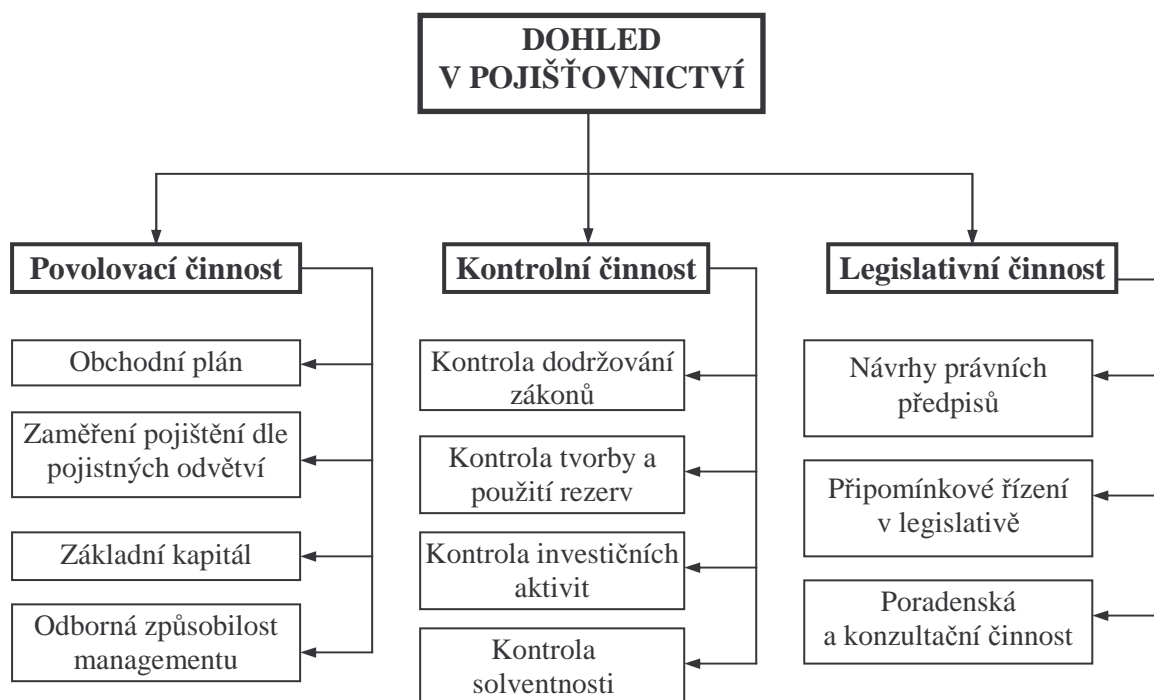 DOHLED
V POJIŠŤOVNICTVÍ
Povolovací činnost
Obchodní plán
Zaměření pojištění dle
pojistných odvětví
Základní kapitál
Odborná způsobilost
managementu
Kontrolní činnost
Kontrola dodržování
zákonů
Kontrola tvorby a
použití rezerv
Kontrola investičních
aktivit
Kontrola
solventnosti
Legislativní činnost
Návrhy právních
předpisů
Připomínkové řízení
v legislativě
Poradenská
a konzultační činnost